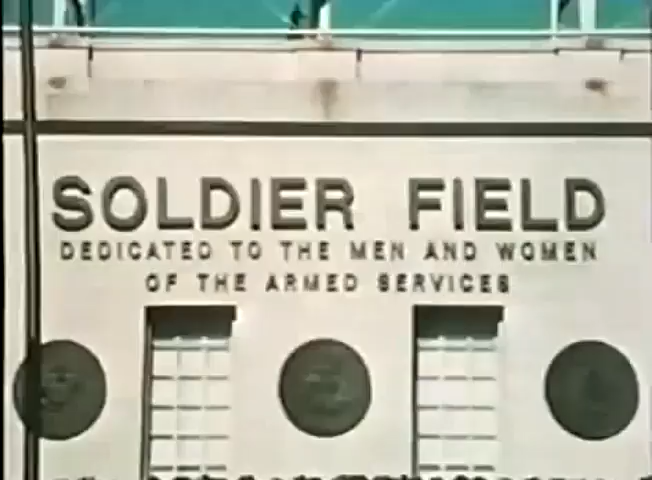 SOLDIER FIELD
DEDICATED TO THE MEN AND WOMEN
OF THE ARMED SERVICES